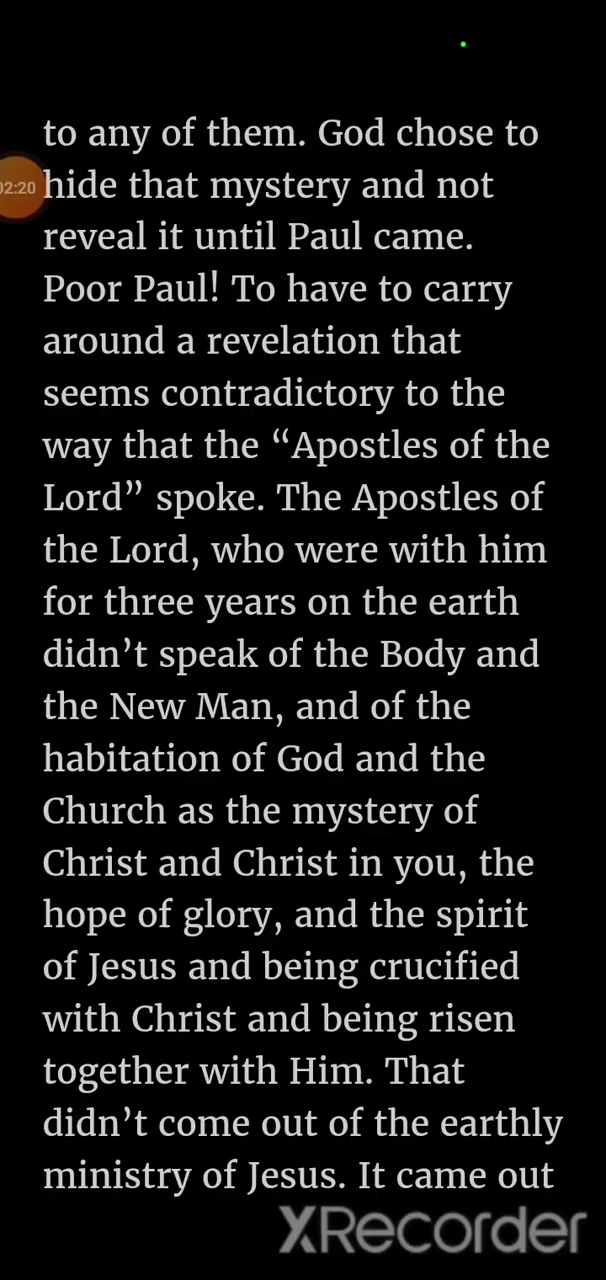 to any of them. God chose to
02:20
hide that mystery and not
reveal it until Paul came.
Poor Paul! To have to carry
around a revelation that
seems contradictory to the
way that the “Apostles of the
Lord” spoke. The Apostles of
the Lord, who were with him
for three years on the earth
didn’t speak of the Body and
the New Man, and of the
habitation of God and the
Church as the mystery of
Christ and Christ in you, the
hope of glory, and the spirit
of Jesus and being crucified
with Christ and being risen
together with Him. That
didn’t come out of the earthly
ministry of Jesus. It came out
XRecorder